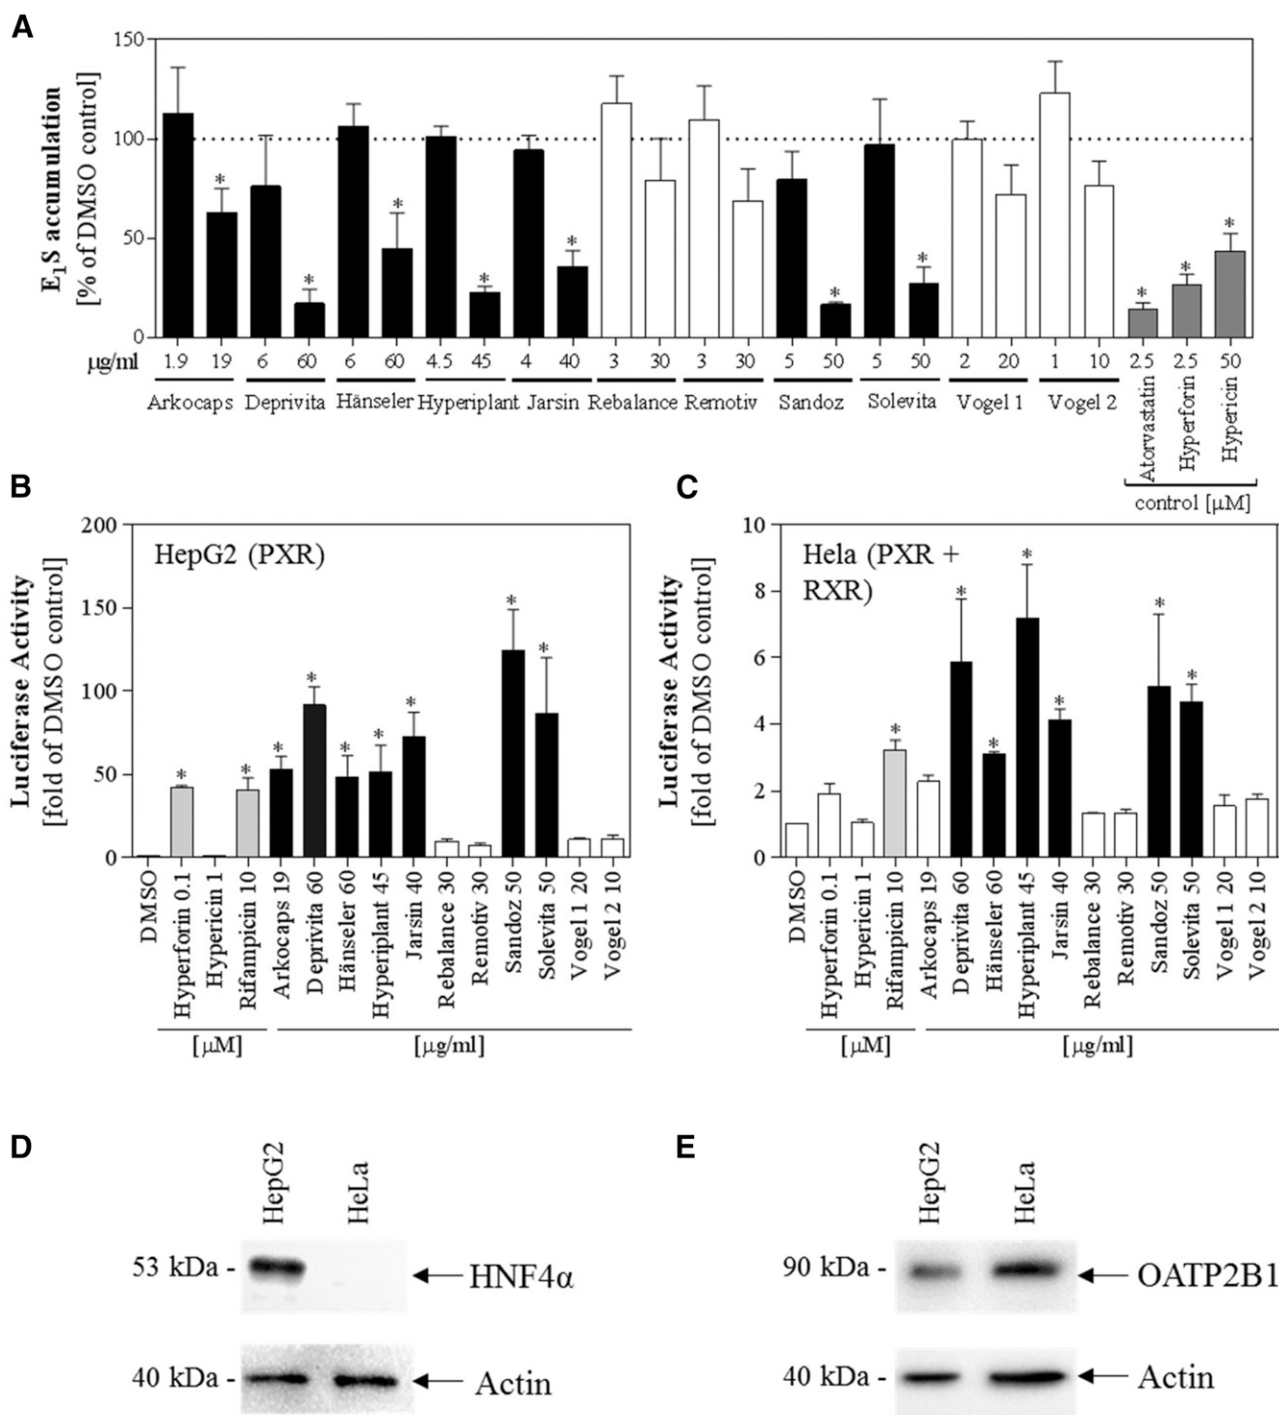 A
E₁S accumulation
[% of DMSO control]
150
100
50
0
* * * * * * * * * *
μg/ml 1.9 19 6 60 6 60 4.5 45 4 40 3 30 3 30 5 50 5 50 2 20 1 10 2.5 2.5 50
Arkocaps Deprivita Hänseler Hyperiplant Jarsin Rebalance Remotiv Sandoz Solevita Vogel 1 Vogel 2
Atorvastatin
Hyperforin
Hypericin
control [μM]
B
Luciferase Activity
[fold of DMSO control]
200
150
100
50
0
HepG2 (PXR)
* * * * * * * * *
DMSO
Hyperforin 0.1
Hypericin 1
Rifampicin 10
Arkocaps 19
Deprivita 60
Hänseler 60
Hyperiplant 45
Jarsin 40
Rebalance 30
Remotiv 30
Sandoz 50
Solevita 50
Vogel 1 20
Vogel 2 10
[μM] [μg/ml]
C
Luciferase Activity
[fold of DMSO control]
10
8
6
4
2
0
Hela (PXR +
RXR)
* * * * * * *
DMSO
Hyperforin 0.1
Hypericin 1
Rifampicin 10
Arkocaps 19
Deprivita 60
Hänseler 60
Hyperiplant 45
Jarsin 40
Rebalance 30
Remotiv 30
Sandoz 50
Solevita 50
Vogel 1 20
Vogel 2 10
[μM] [μg/ml]
D
HepG2
HeLa
53 kDa -
HNF4α
40 kDa -
Actin
E
HepG2
HeLa
90 kDa -
OATP2B1
40 kDa -
Actin